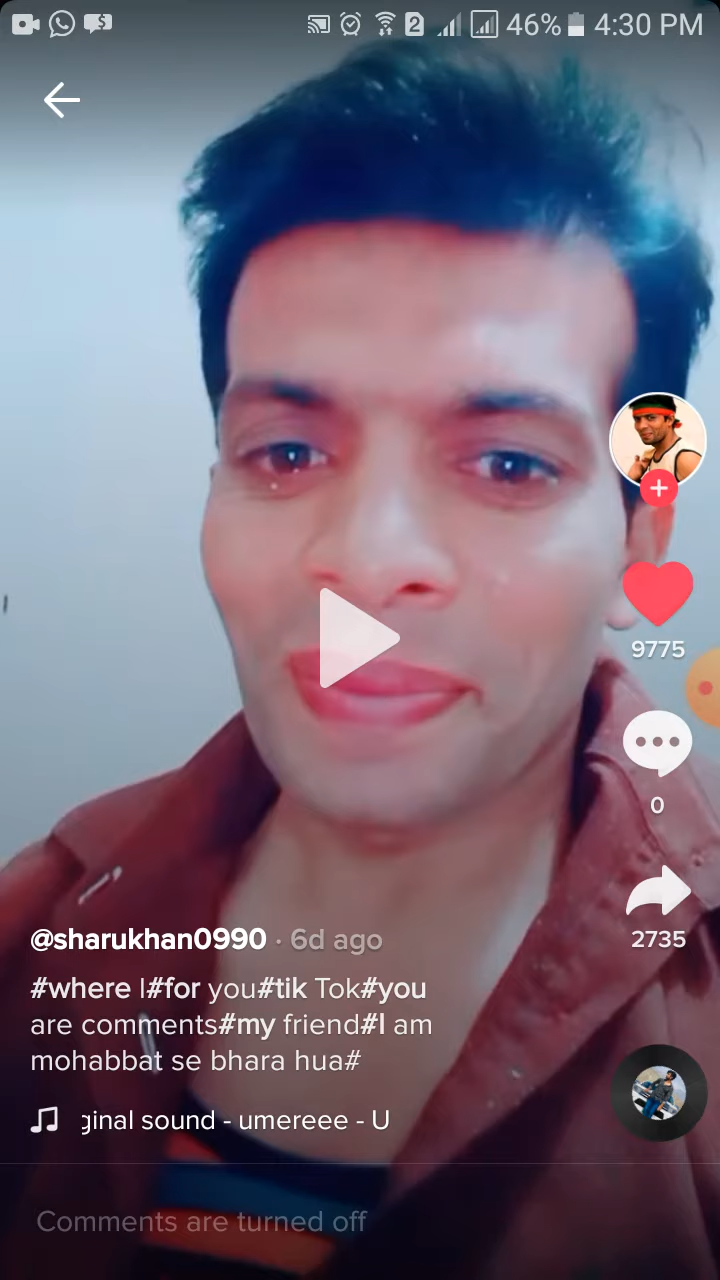 2 46% 4:30 PM
9775
0
2735
@sharukhan0990 · 6d ago
#where I#for you#tik Tok#you
are comments#my friend#I am
mohabbat se bhara hua#
ginal sound - umereee - U
Comments are turned off